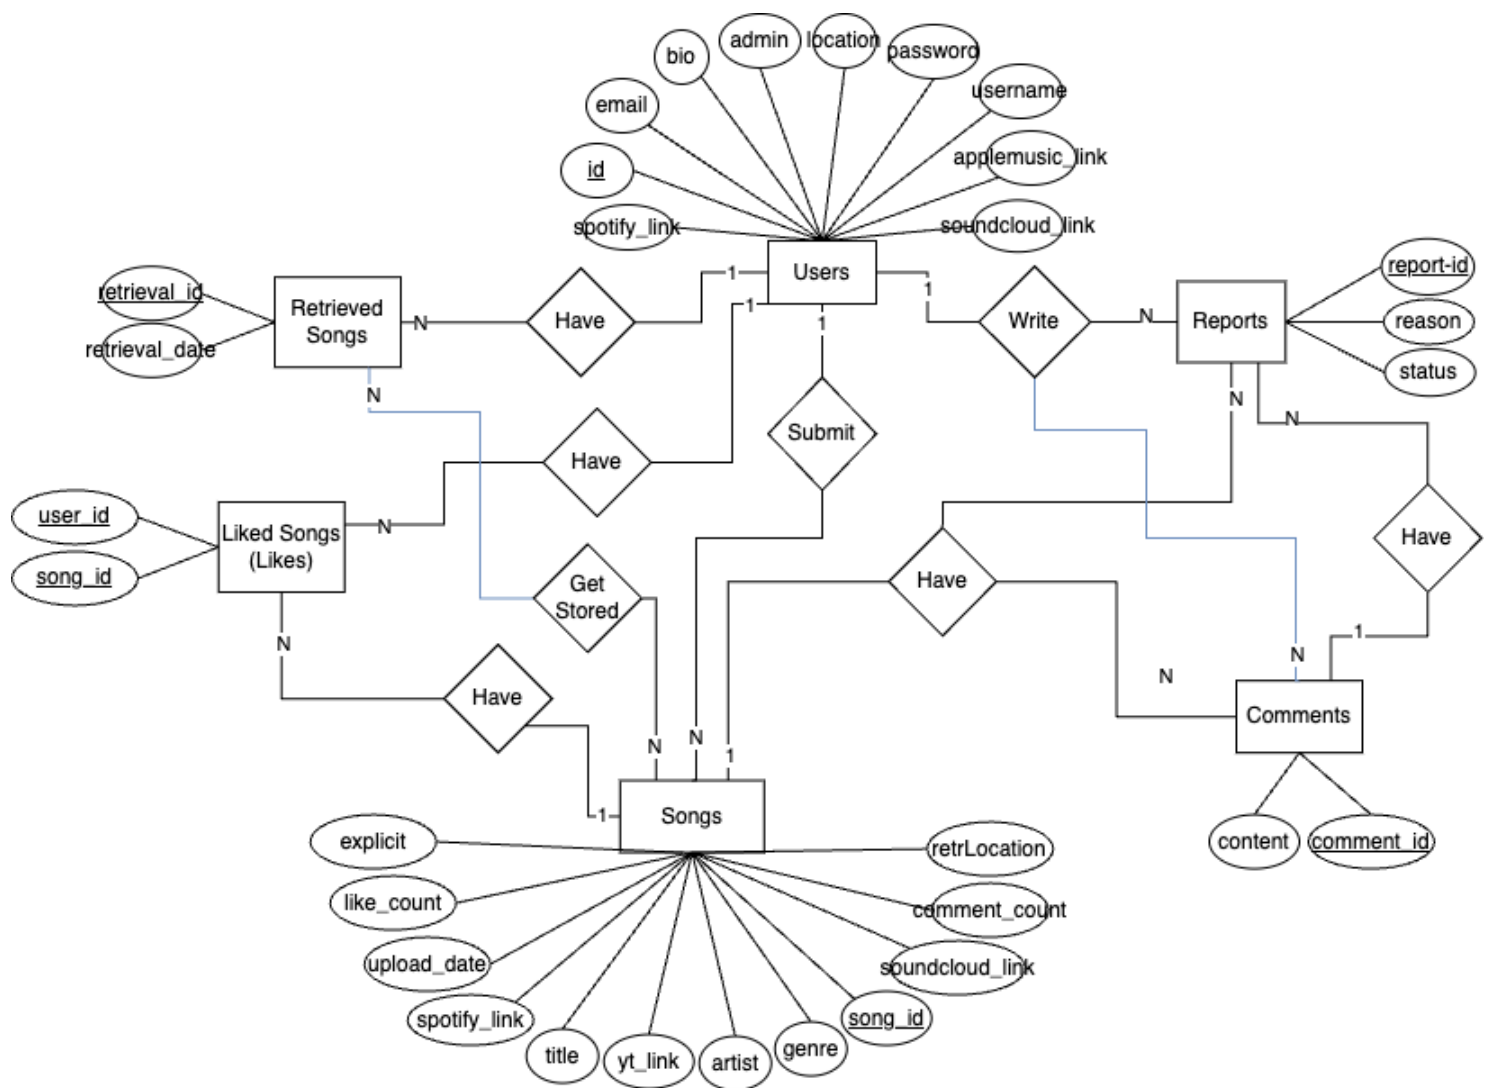 admin
location
password
bio
username
email
applemusic_link
id
spotify_link
soundcloud_link
Users
retrieval_id
retrieval_date
Retrieved
Songs
N
Have
1
1
1
1
Write
N
Reports
report-id
reason
status
N
N
N
Submit
Have
Have
user_id
song_id
Liked Songs
(Likes)
N
Get
Stored
Have
N
Have
1
N
N
Comments
content
comment_id
N
N
1
1
Songs
explicit
retrLocation
like_count
comment_count
upload_date
soundcloud_link
spotify_link
song_id
title
yt_link
artist
genre